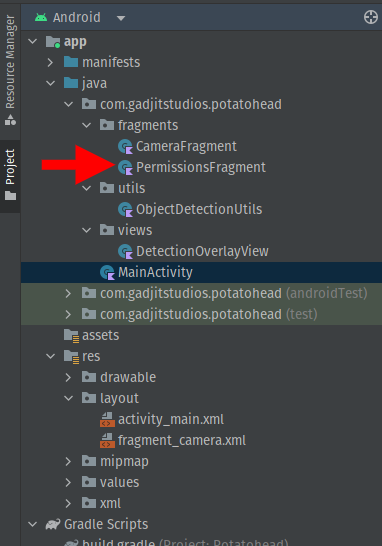 Resource Manager
Project
Android
app
manifests
java
com.gadjitstudios.potatohead
fragments
CameraFragment
PermissionsFragment
utils
ObjectDetectionUtils
views
DetectionOverlayView
MainActivity
com.gadjitstudios.potatohead (androidTest)
com.gadjitstudios.potatohead (test)
assets
res
drawable
layout
activity_main.xml
fragment_camera.xml
mipmap
values
xml
Gradle Scripts
build.gradle (Project: Potatohead)